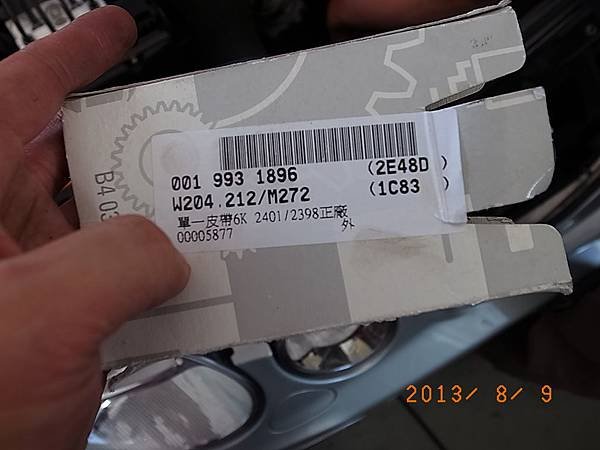 001 993 1896 (2E48D )
W204.212/M272 (1C83 )
單一皮帶6K 2401/2398正廠
外
00005877
B403
2013/ 8/ 9